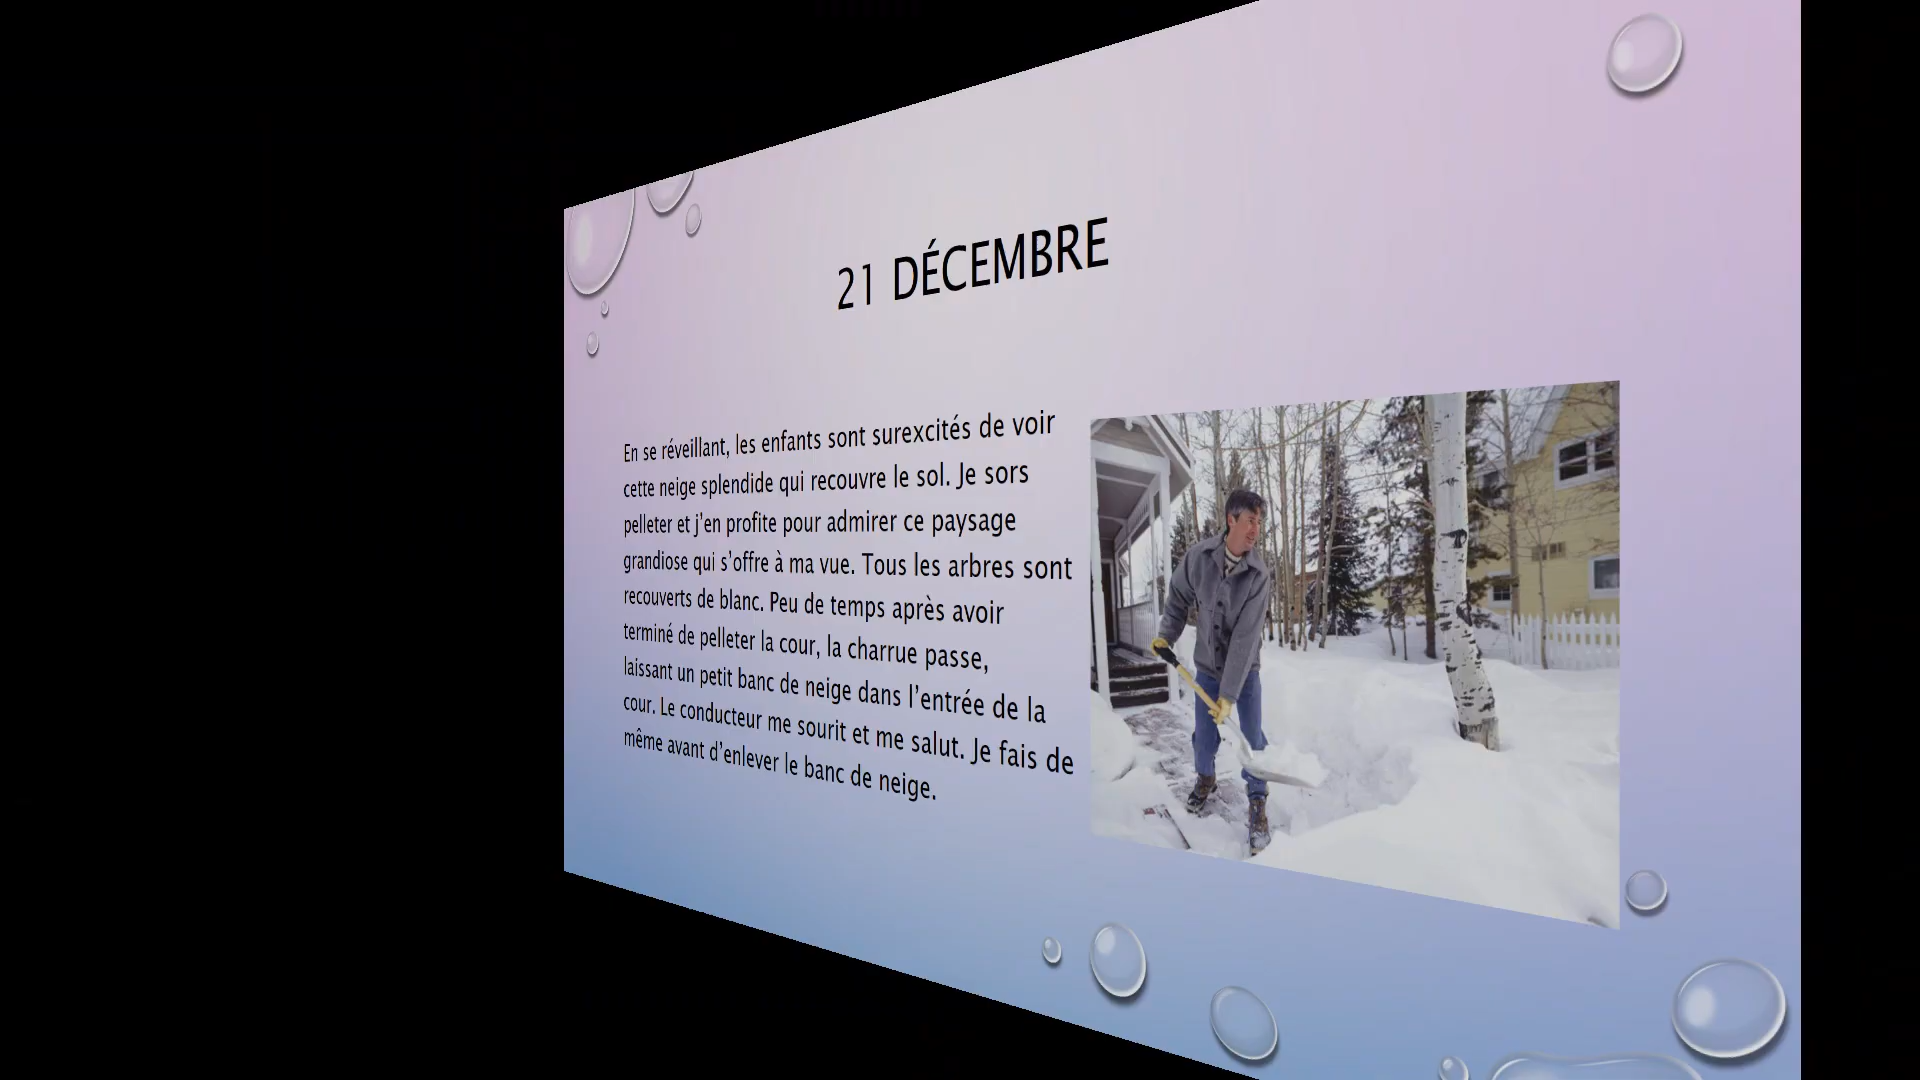 21 DÉCEMBRE
En se réveillant, les enfants sont surexcités de voir
cette neige splendide qui recouvre le sol. Je sors
pelleter et j'en profite pour admirer ce paysage
grandiose qui s'offre à ma vue. Tous les arbres sont
recouverts de blanc. Peu de temps après avoir
terminé de pelleter la cour, la charrue passe,
laissant un petit banc de neige dans l'entrée de la
cour. Le conducteur me sourit et me salut. Je fais de
même avant d'enlever le banc de neige.